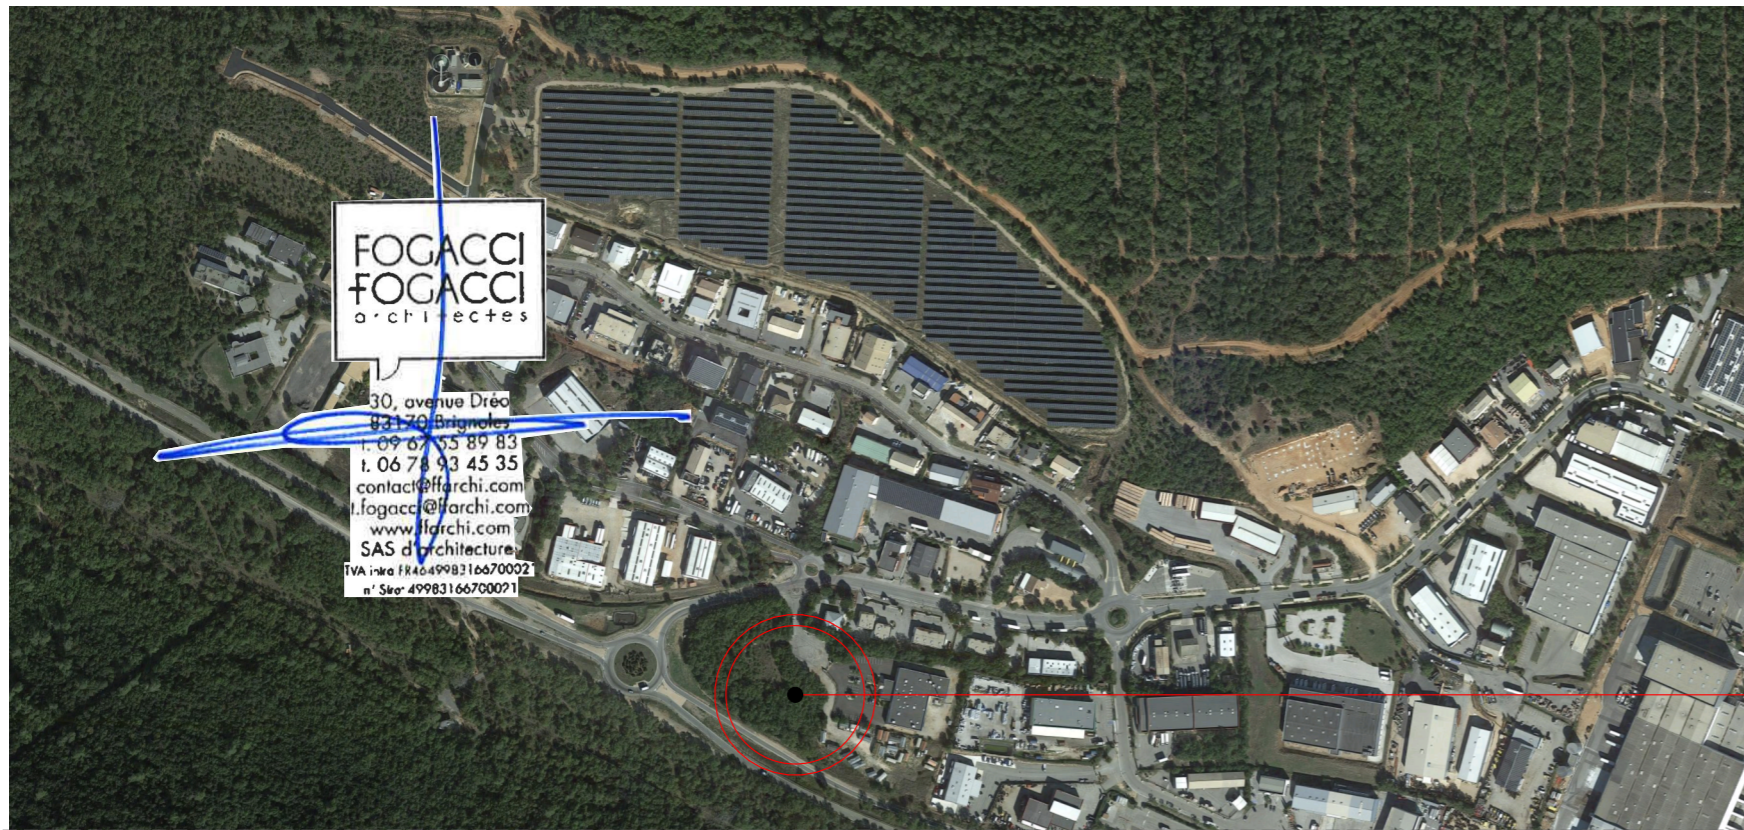 FOGACCI
FOGACCI
architectes
30, avenue Dréo
83170 Brignoles
t. 09 67 55 89 83
t. 06 78 93 45 35
contact@ffarchi.com
l.fogacci@ffarchi.com
www.ffarchi.com
SAS d'architecture
TVA intra FR46499831666700021
n° Siret 49983166700021